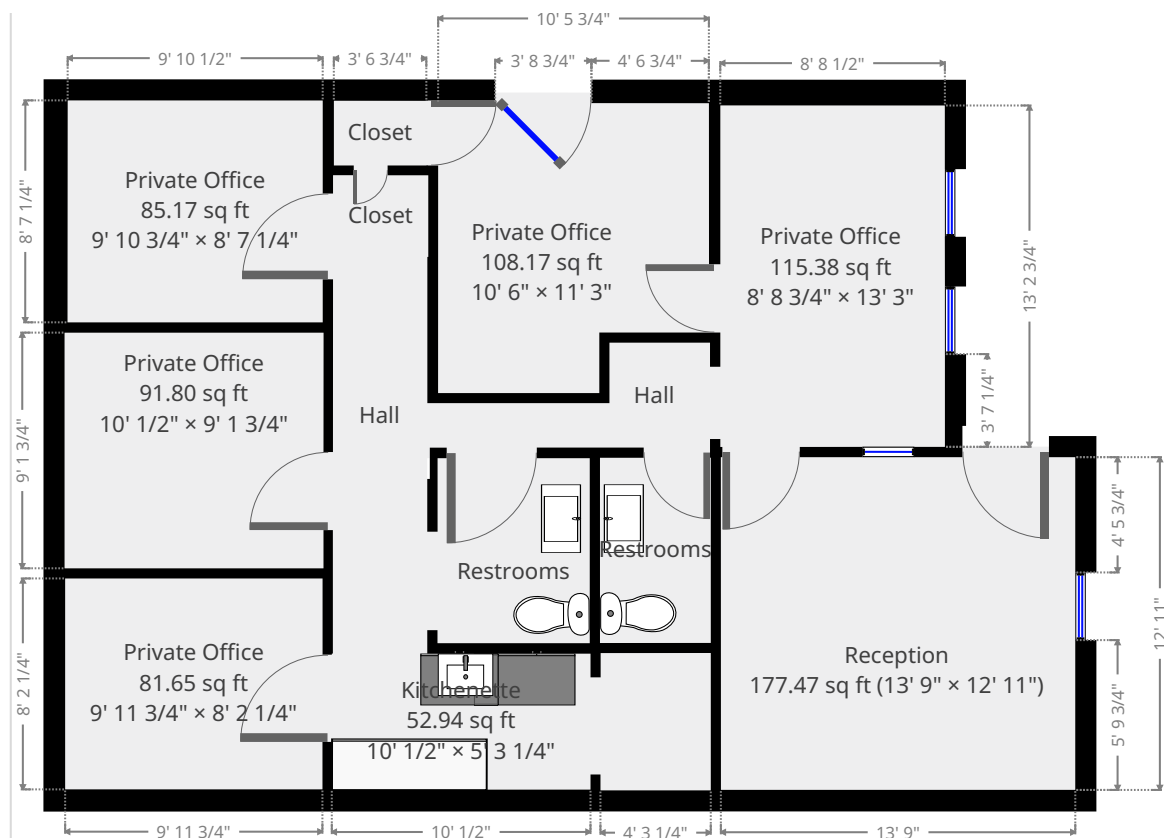 10' 5 3/4"
9' 10 1/2"
3' 6 3/4"
3' 8 3/4"
4' 6 3/4"
8' 8 1/2"
8' 7 1/4"
Closet
Private Office
85.17 sq ft
9' 10 3/4" × 8' 7 1/4"
Closet
Private Office
108.17 sq ft
10' 6" × 11' 3"
Private Office
115.38 sq ft
8' 8 3/4" × 13' 3"
13' 2 3/4"
3' 7 1/4"
9' 1 3/4"
Private Office
91.80 sq ft
10' 1/2" × 9' 1 3/4"
Hall
Hall
4' 5 3/4"
Restrooms
Restrooms
12' 11"
8' 2 1/4"
Private Office
81.65 sq ft
9' 11 3/4" × 8' 2 1/4"
Kitchenette
52.94 sq ft
10' 1/2" × 5' 3 1/4"
Reception
177.47 sq ft (13' 9" × 12' 11")
5' 9 3/4"
9' 11 3/4"
10' 1/2"
4' 3 1/4"
13' 9"